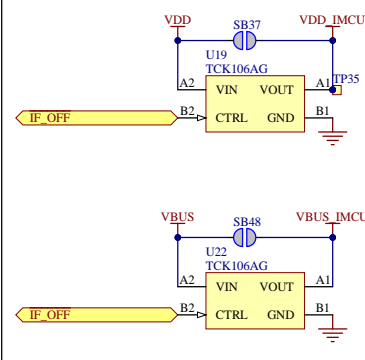 VDD SB37 VDD_IMCU
U19
TCK106AG
A2 VIN VOUT A1 TP35
IF_OFF B2 CTRL GND B1
VBUS SB48 VBUS_IMCU
U22
TCK106AG
A2 VIN VOUT A1
IF_OFF B2 CTRL GND B1